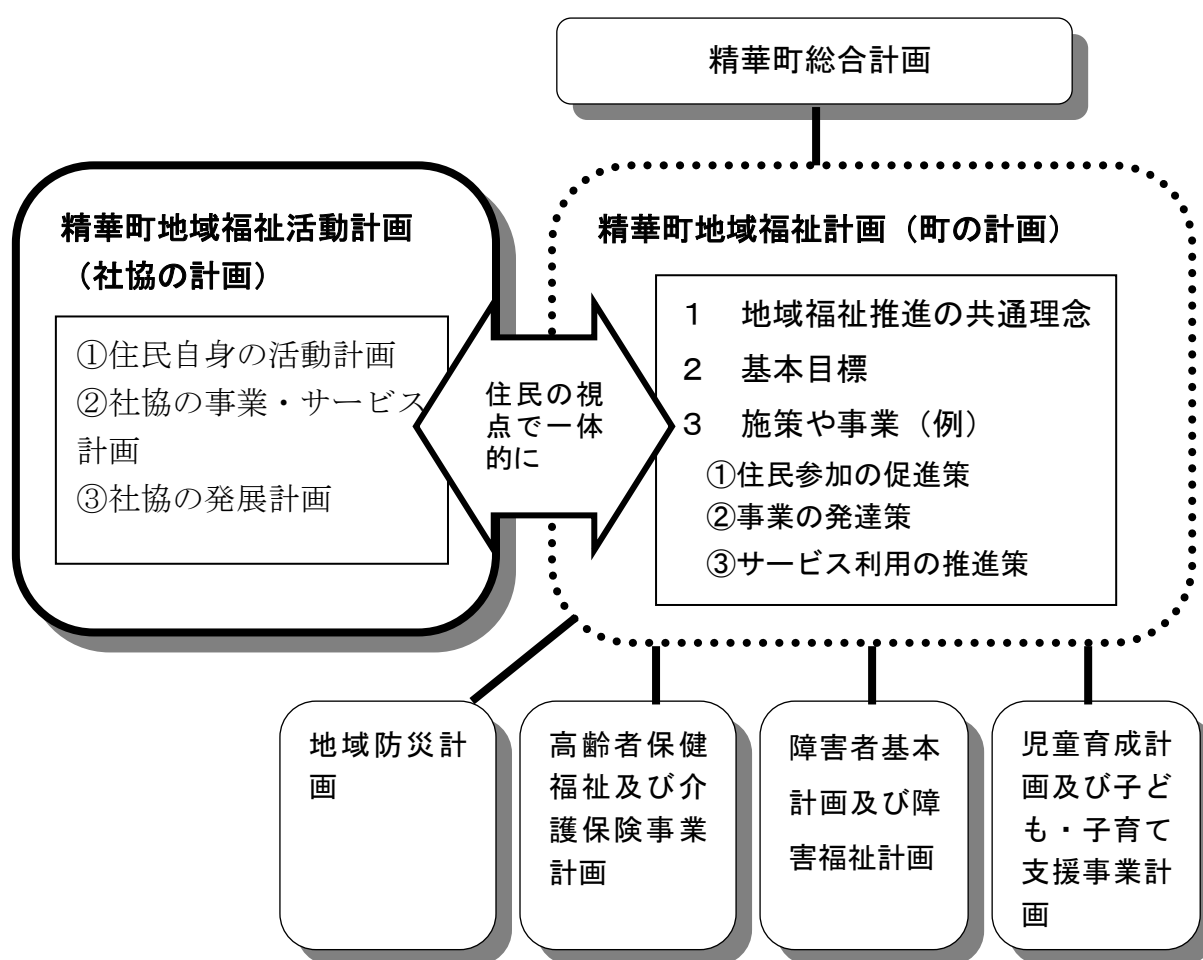 精華町総合計画
精華町地域福祉活動計画
（社協の計画）
①住民自身の活動計画
②社協の事業・サービス
計画
③社協の発展計画
住民の視
点で一体
的に
精華町地域福祉計画（町の計画）
１　地域福祉推進の共通理念
２　基本目標
３　施策や事業（例）
①住民参加の促進策
②事業の発達策
③サービス利用の推進策
地域防災計
画
高齢者保健
福祉及び介
護保険事業
計画
障害者基本
計画及び障
害福祉計画
児童育成計
画及び子ど
も・子育て
支援事業計
画